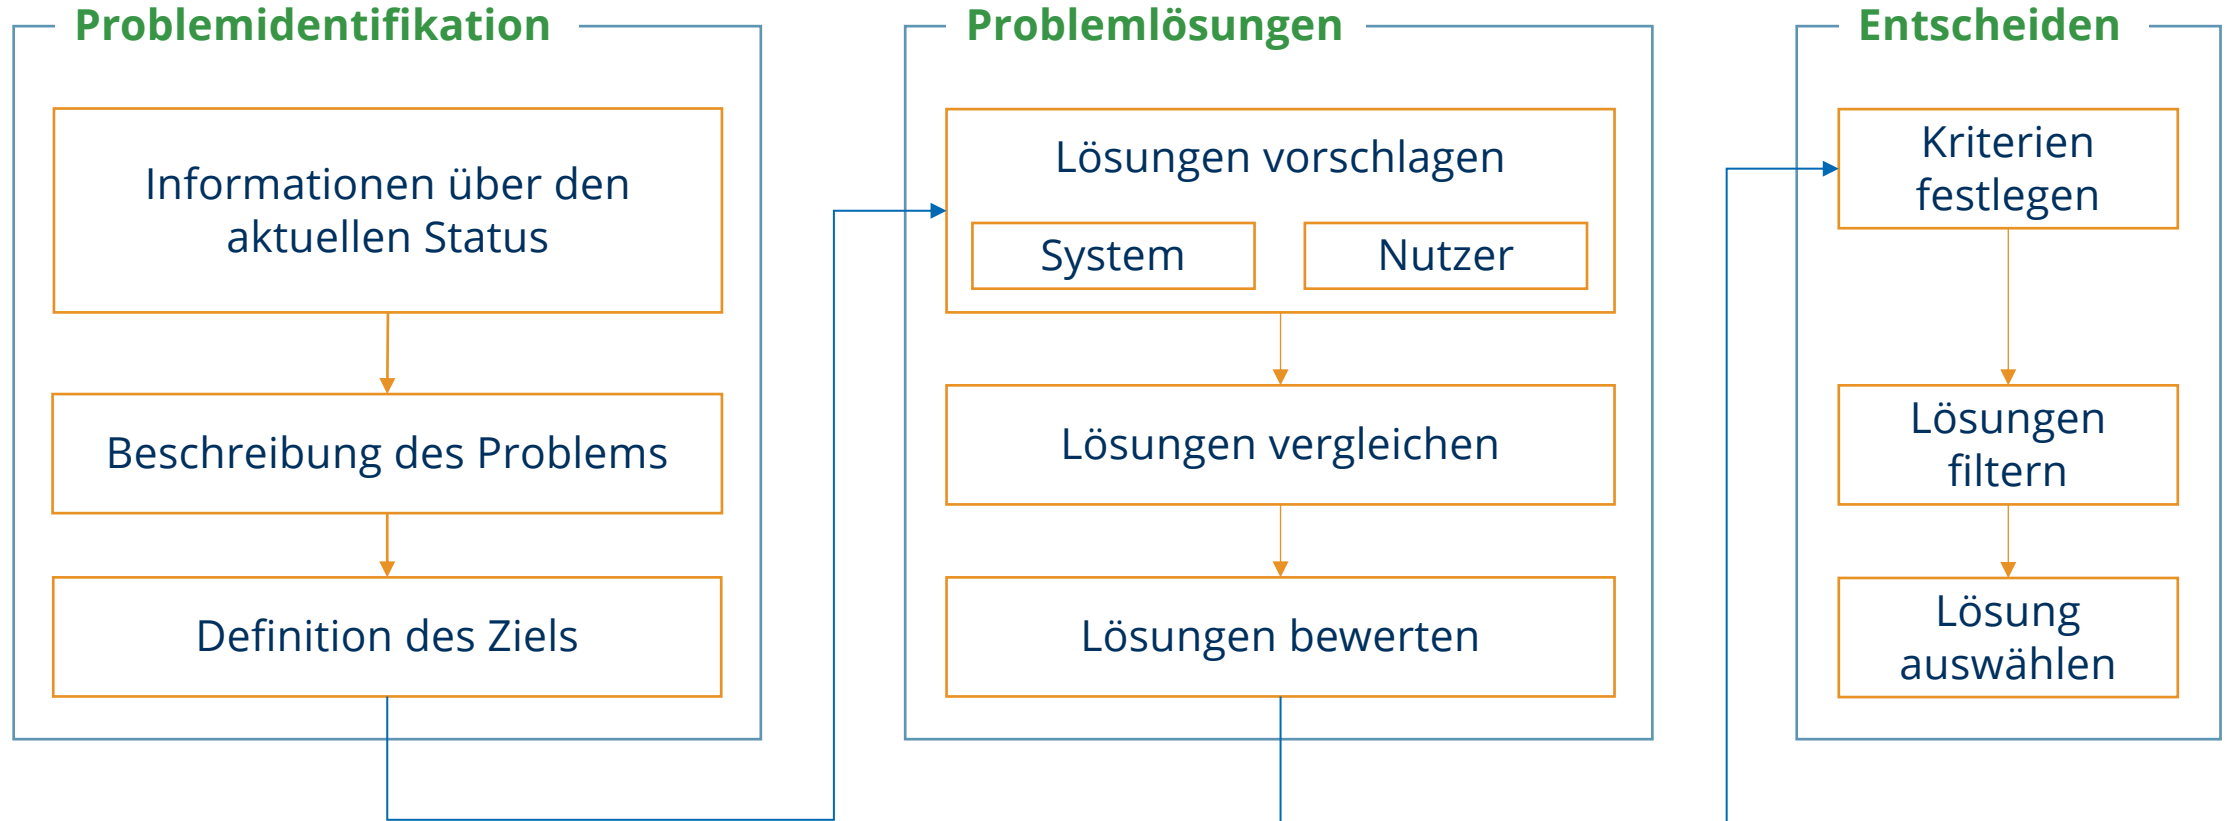 Problemidentifikation
Informationen über den
aktuellen Status
Beschreibung des Problems
Definition des Ziels
Problemlösungen
Lösungen vorschlagen
System
Nutzer
Lösungen vergleichen
Lösungen bewerten
Entscheiden
Kriterien
festlegen
Lösungen
filtern
Lösung
auswählen